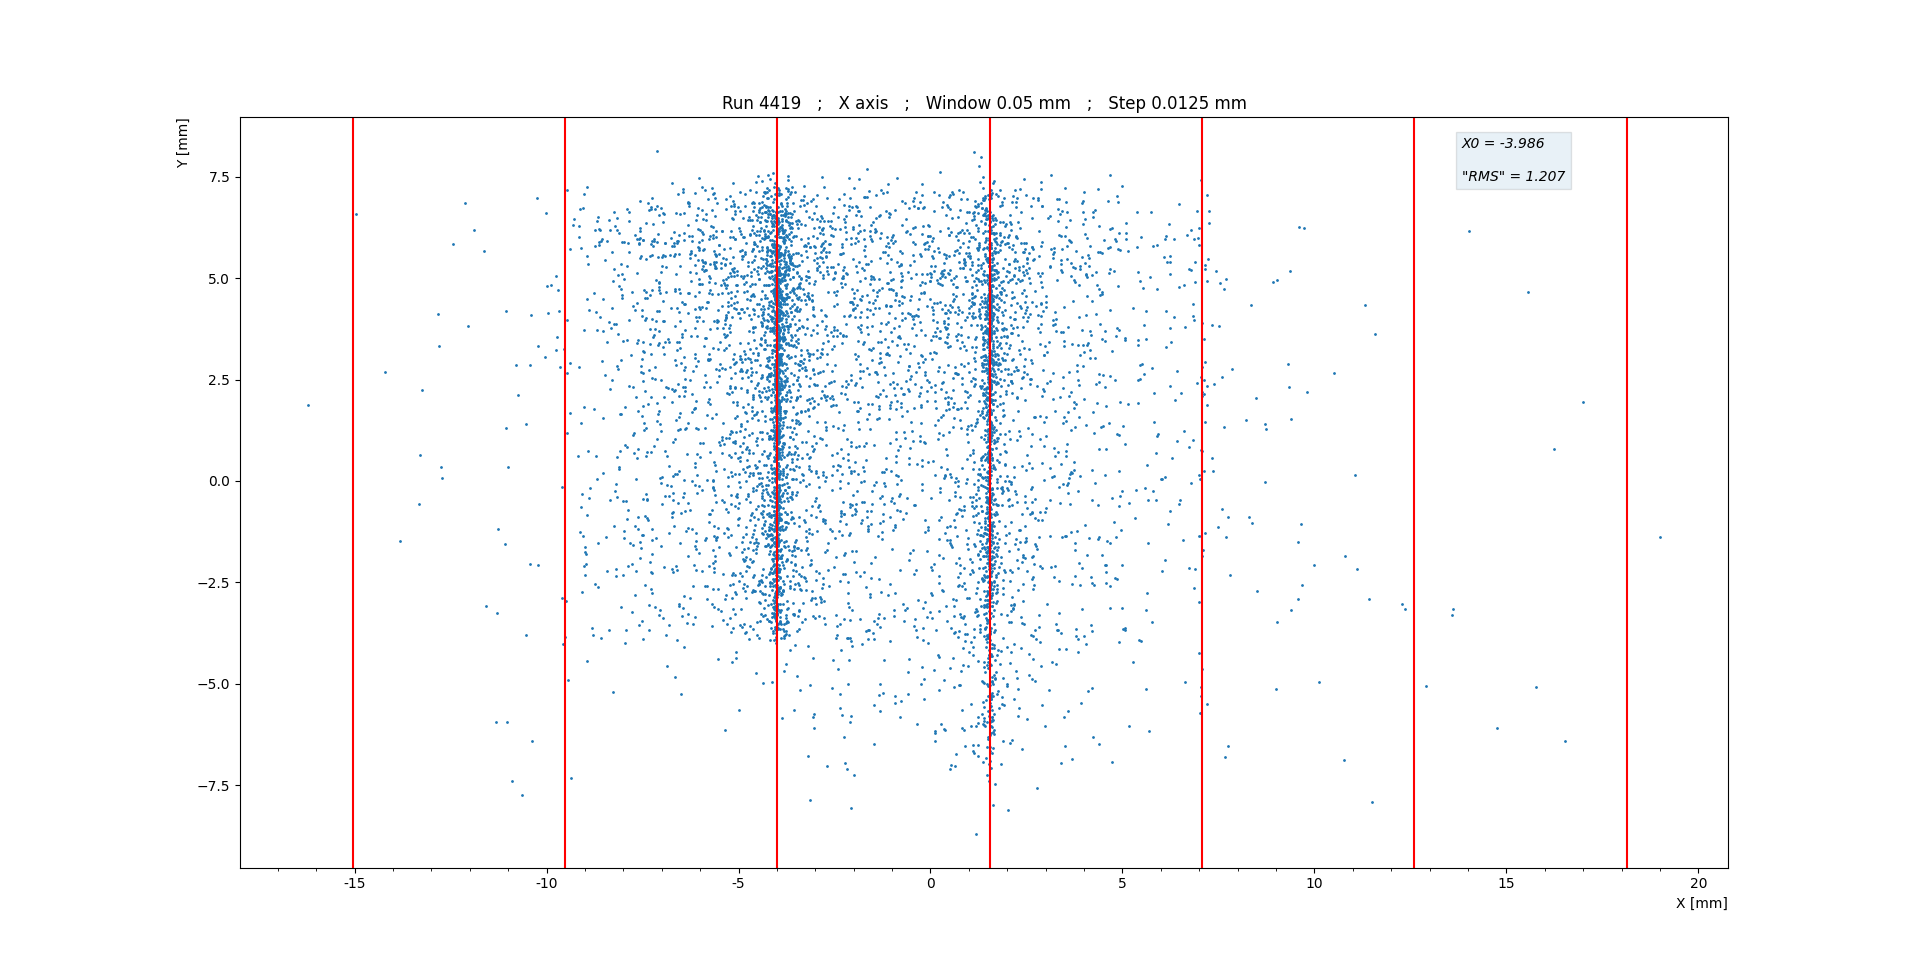 Run 4419 ; X axis ; Window 0.05 mm ; Step 0.0125 mm
Y [mm]
X0 = -3.986
"RMS" = 1.207
7.5
5.0
2.5
0.0
−2.5
−5.0
−7.5
-15 -10 -5 0 5 10 15 20
X [mm]